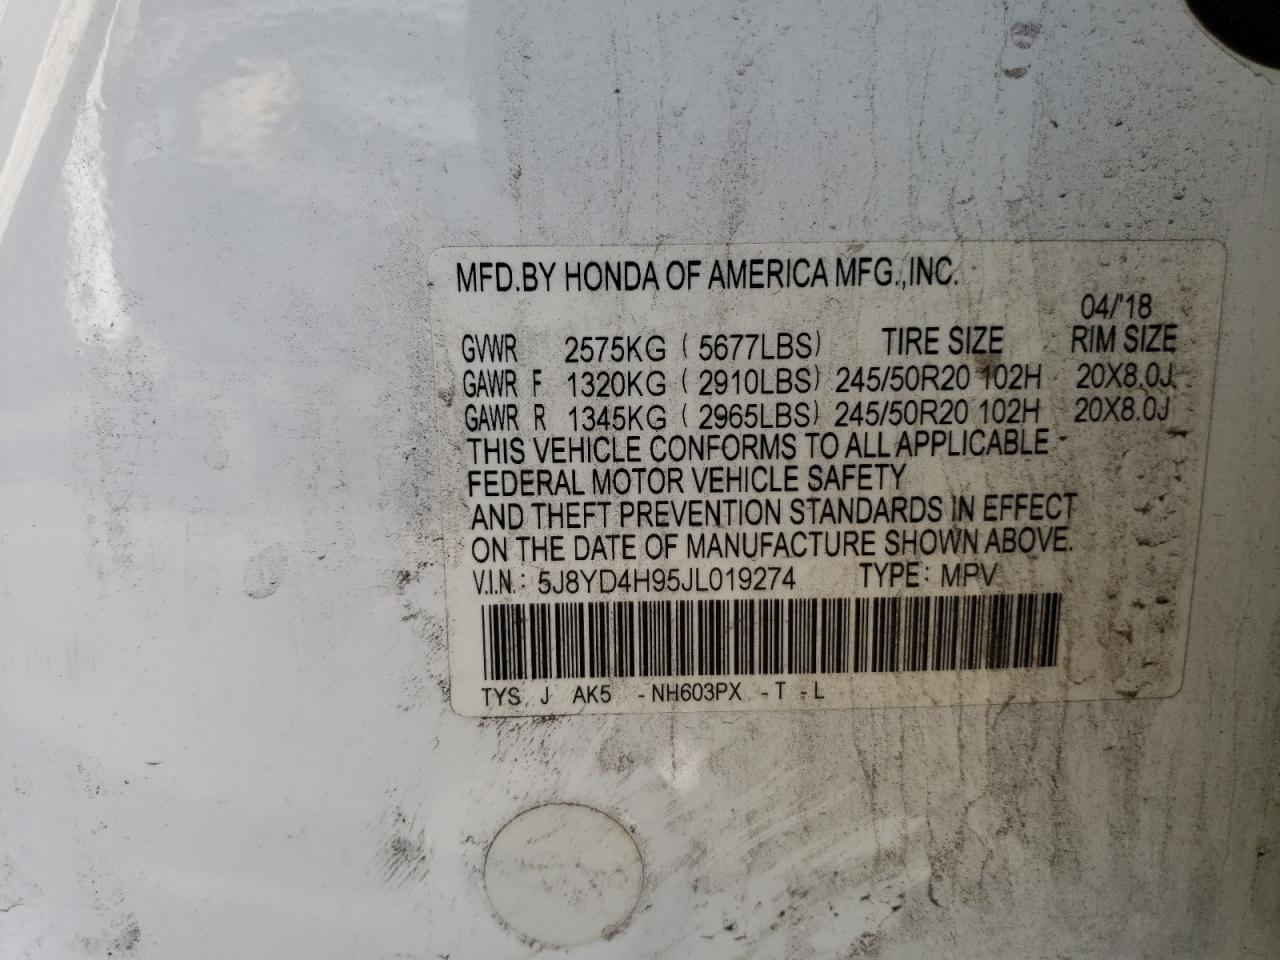 MFD.BY HONDA OF AMERICA MFG.,INC.
04/'18
GVWR 2575KG ( 5677LBS) TIRE SIZE RIM SIZE
GAWR F 1320KG ( 2910LBS) 245/50R20 102H 20X8.0J
GAWR R 1345KG ( 2965LBS) 245/50R20 102H 20X8.0J
THIS VEHICLE CONFORMS TO ALL APPLICABLE
FEDERAL MOTOR VEHICLE SAFETY
AND THEFT PREVENTION STANDARDS IN EFFECT
ON THE DATE OF MANUFACTURE SHOWN ABOVE.
V.I.N.: 5J8YD4H95JL019274 TYPE: MPV
TYS J AK5 -NH603PX -T -L